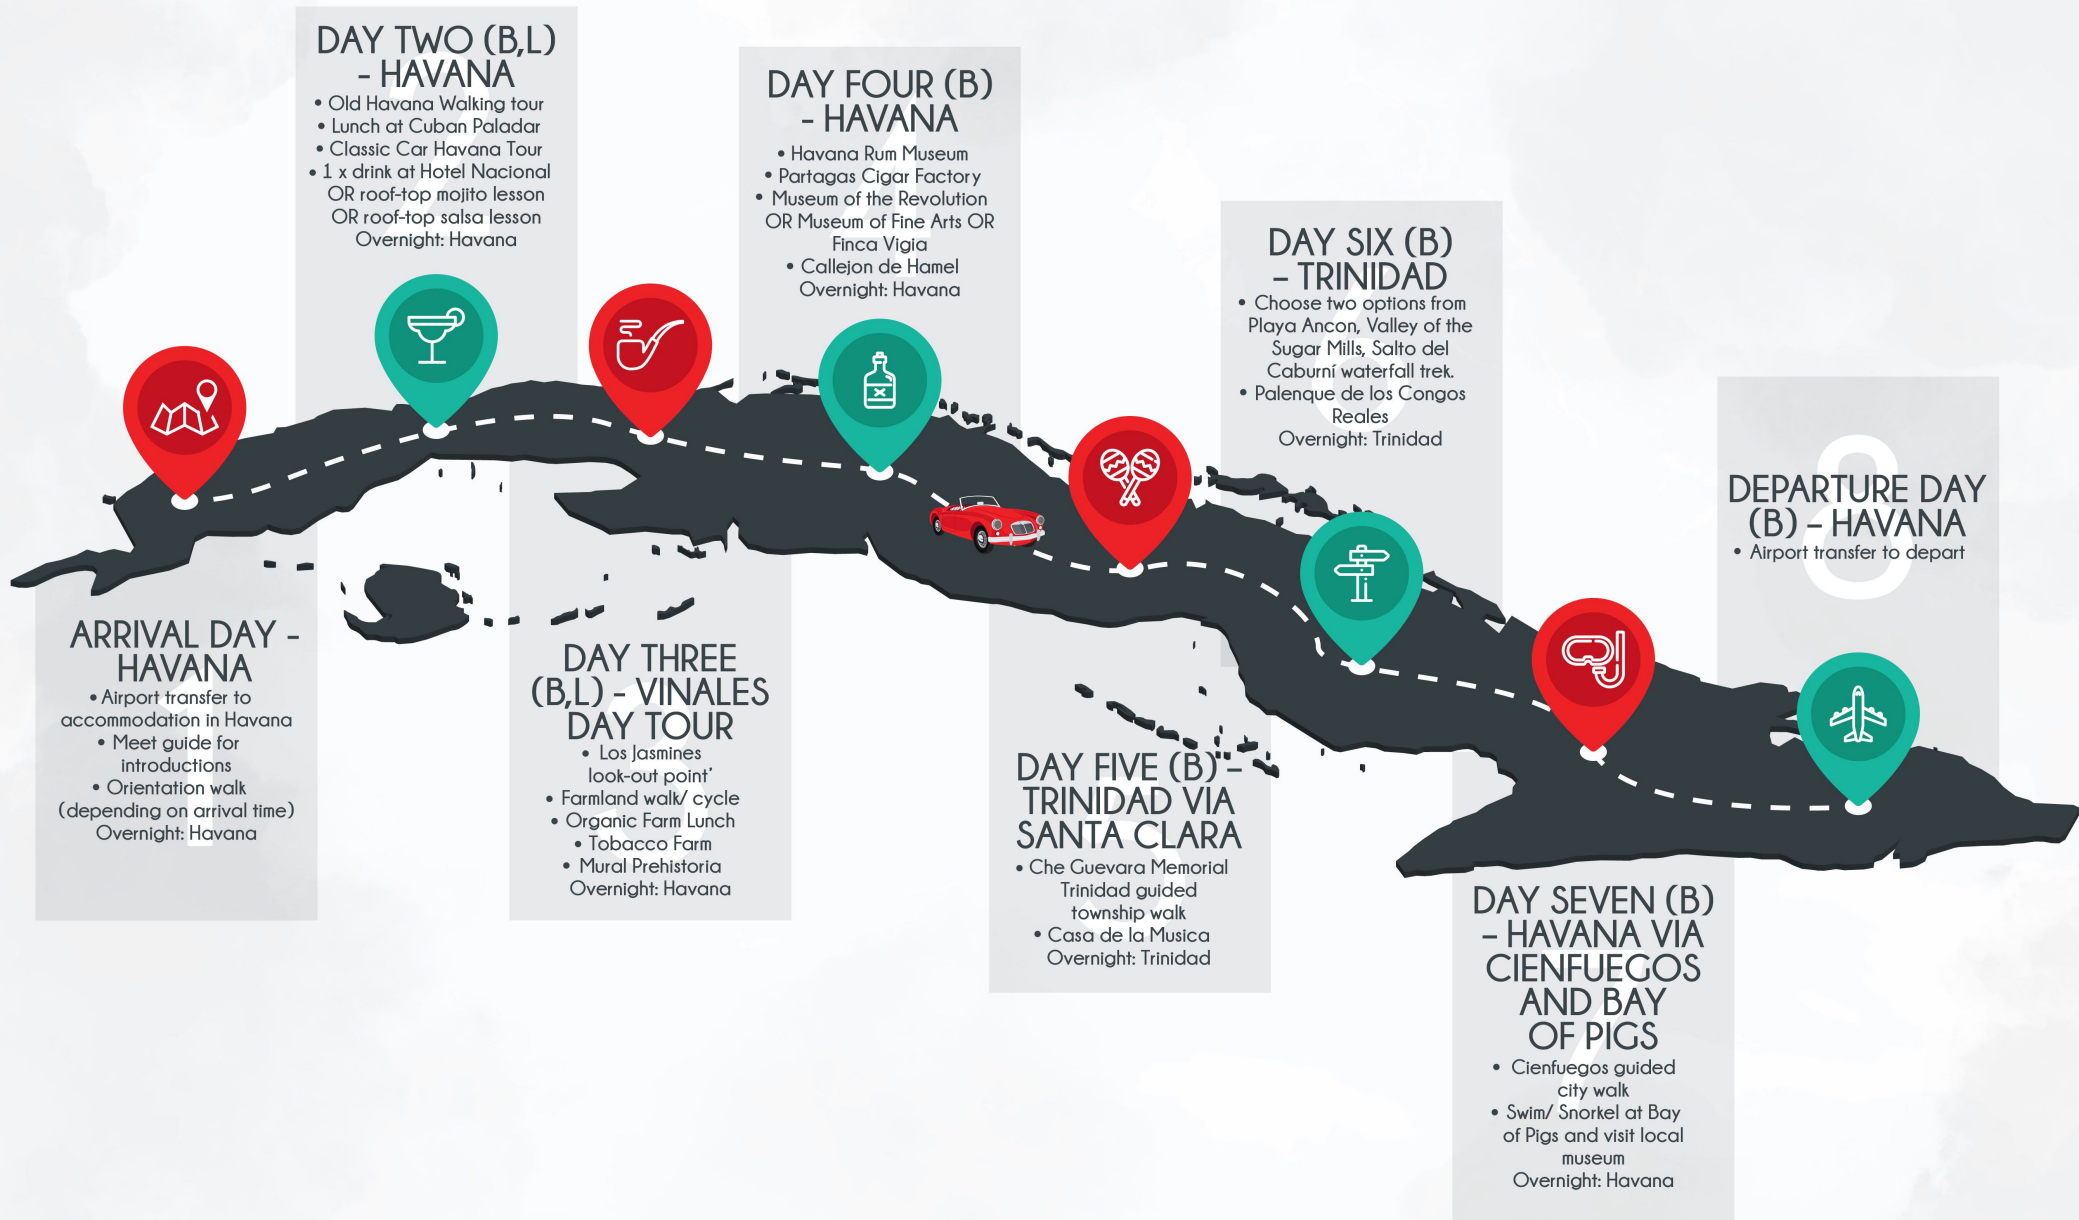 ARRIVAL DAY -
HAVANA
1
• Airport transfer to
accommodation in Havana
• Meet guide for
introductions
• Orientation walk
(depending on arrival time)
Overnight: Havana
DAY TWO (B,L)
- HAVANA
2
• Old Havana Walking tour
• Lunch at Cuban Paladar
• Classic Car Havana Tour
• 1 x drink at Hotel Nacional
OR roof-top mojito lesson
OR roof-top salsa lesson
Overnight: Havana
DAY THREE
(B,L) - VINALES
DAY TOUR
3
• Los Jasmines
look-out point'
• Farmland walk/ cycle
• Organic Farm Lunch
• Tobacco Farm
• Mural Prehistoria
Overnight: Havana
DAY FOUR (B)
- HAVANA
4
• Havana Rum Museum
• Partagas Cigar Factory
• Museum of the Revolution
OR Museum of Fine Arts OR
Finca Vigia
• Callejon de Hamel
Overnight: Havana
DAY FIVE (B) –
TRINIDAD VIA
SANTA CLARA
5
• Che Guevara Memorial
Trinidad guided
township walk
• Casa de la Musica
Overnight: Trinidad
DAY SIX (B)
– TRINIDAD
6
• Choose two options from
Playa Ancon, Valley of the
Sugar Mills, Salto del
Caburní waterfall trek.
• Palenque de los Congos
Reales
Overnight: Trinidad
DAY SEVEN (B)
– HAVANA VIA
CIENFUEGOS
AND BAY
OF PIGS
7
• Cienfuegos guided
city walk
• Swim/ Snorkel at Bay
of Pigs and visit local
museum
Overnight: Havana
8
DEPARTURE DAY
(B) – HAVANA
• Airport transfer to depart